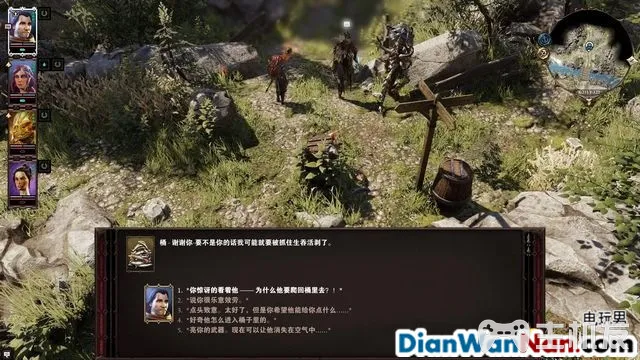 桶 - 谢谢你-要不是你的话我可能就要被抓住生吞活剥了。
1. *你惊讶的看着他 —— 为什么他要爬回桶里去？！*
2. *说你很乐意效劳。*
3. *点头致意。太好了，但是你希望他能给你点什么……*
4. *好奇他怎么进入桶子里的。*
5. *亮你的武器。现在可以让他消失在空气中……*
电玩男
DianWanNan.com